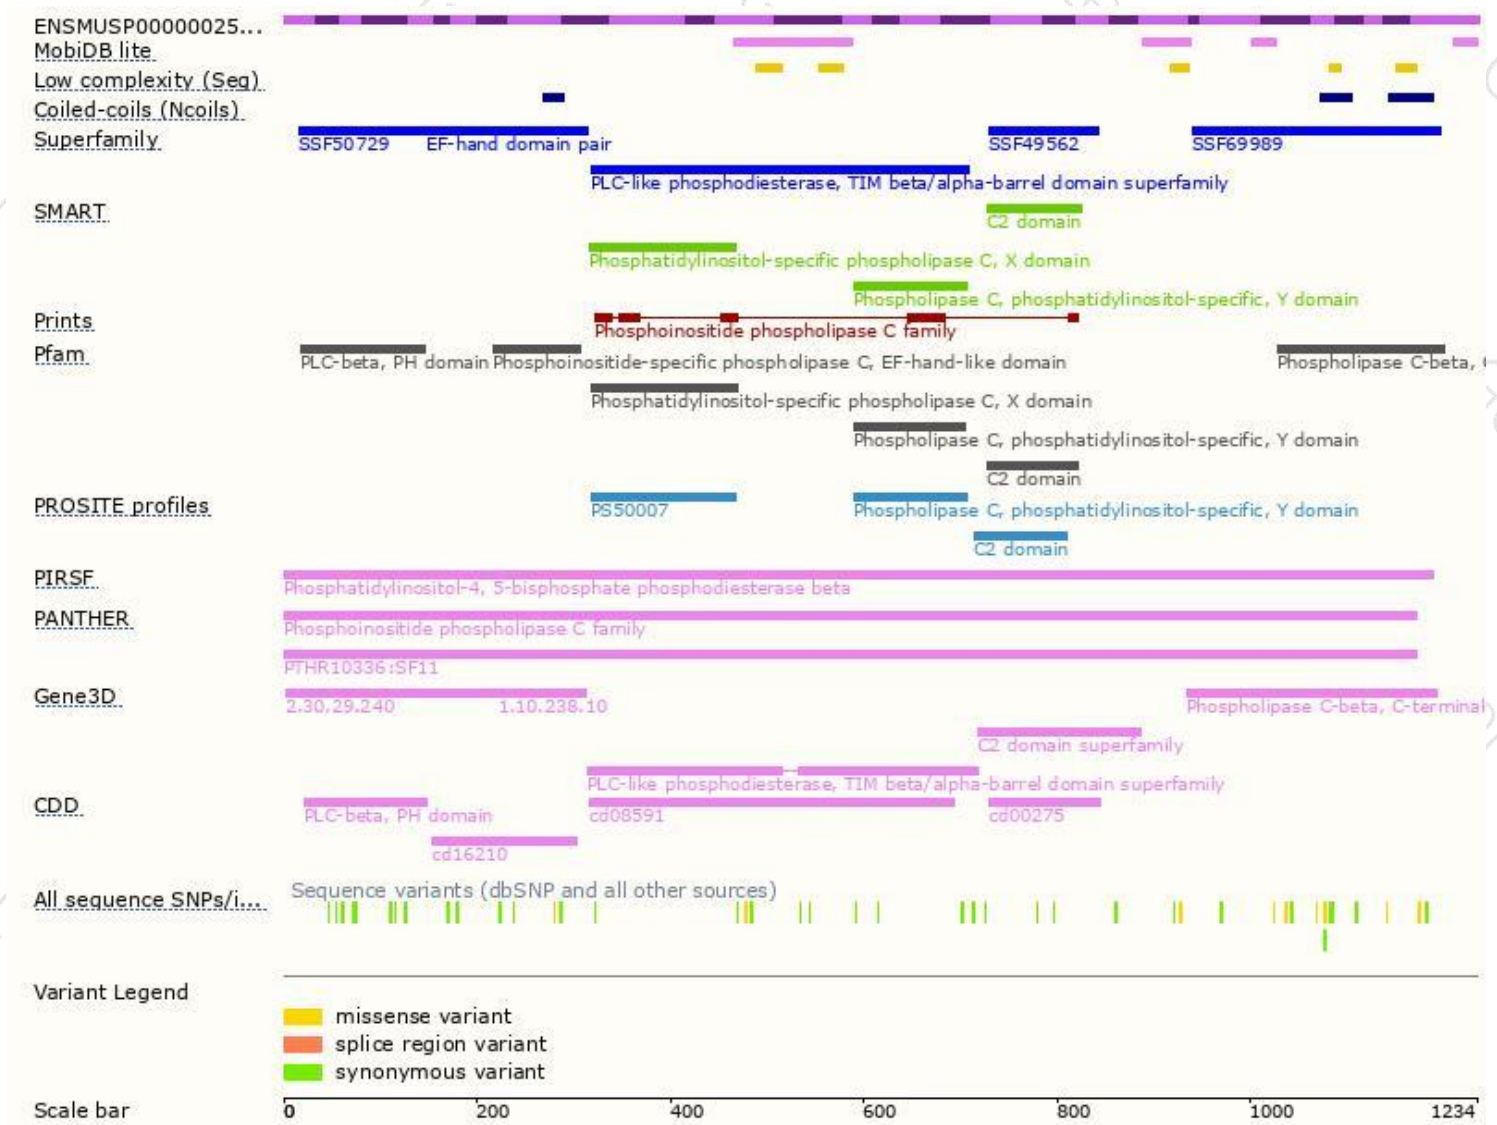 ENSMUSP00000025...
MobiDB lite
Low complexity (Seg)
Coiled-coils (Ncoils)
Superfamily
SSF50729 EF-hand domain pair SSF49562 SSF69989
PLC-like phosphodiesterase, TIM beta/alpha-barrel domain superfamily
SMART
C2 domain
Phosphatidylinositol-specific phospholipase C, X domain
Phospholipase C, phosphatidylinositol-specific, Y domain
Prints
Phosphoinositide phospholipase C family
Pfam
PLC-beta, PH domain Phosphoinositide-specific phospholipase C, EF-hand-like domain Phospholipase C-beta,
Phosphatidylinositol-specific phospholipase C, X domain
Phospholipase C, phosphatidylinositol-specific, Y domain
C2 domain
PROSITE profiles
PS50007 Phospholipase C, phosphatidylinositol-specific, Y domain
C2 domain
PIRSF
Phosphatidylinositol-4, 5-bisphosphate phosphodiesterase beta
PANTHER
Phosphoinositide phospholipase C family
PTHR10336:SF11
Gene3D
2.30.29.240 1.10.238.10 Phospholipase C-beta, C-terminal
C2 domain superfamily
PLC-like phosphodiesterase, TIM beta/alpha-barrel domain superfamily
CDD
PLC-beta, PH domain cd08591 cd00275
cd16210
All sequence SNPs/i... Sequence variants (dbSNP and all other sources)
Variant Legend
missense variant
splice region variant
synonymous variant
Scale bar 0 200 400 600 800 1000 1234